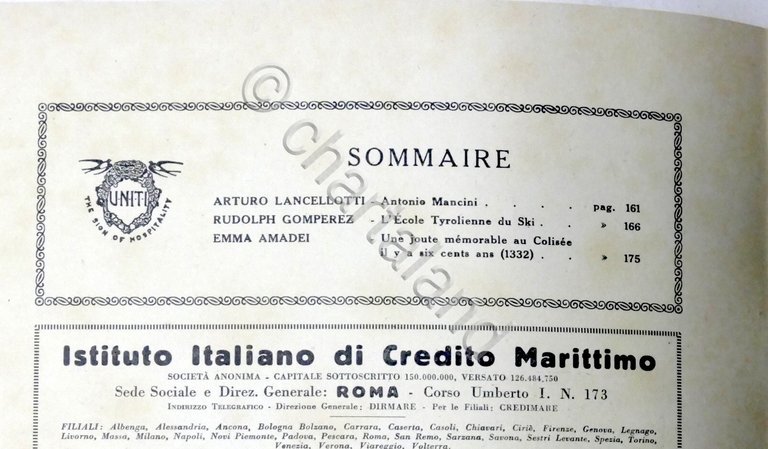 SOMMAIRE
UNITI
THE SIGN OF HOSPITALITY
ARTURO LANCELLOTTI - Antonio Mancini . . . . pag. 161
RUDOLPH GOMPEREZ - L'École Tyrolienne du Ski . . » 166
EMMA AMADEI - Une joute mémorable au Colisée
il y a six cents ans (1332) . . » 175
© chartaland
Istituto Italiano di Credito Marittimo
SOCIETÀ ANONIMA - CAPITALE SOTTOSCRITTO 150.000.000, VERSATO 126.484.750
Sede Sociale e Direz. Generale: ROMA - Corso Umberto I. N. 173
INDIRIZZO TELEGRAFICO - Direzione Generale: DIRMARE - Per le Filiali: CREDIMARE
FILIALI: Albenga, Alessandria, Ancona, Bologna Bolzano, Carrara, Caserta, Casoli, Chiavari, Ciriè, Firenze, Genova, Legnago,
Livorno, Massa, Milano, Napoli, Novi Piemonte, Padova, Pescara, Roma, San Remo, Sarzana, Savona, Sestri Levante, Spezia, Torino,
Venezia, Verona, Viareggio, Volterra.